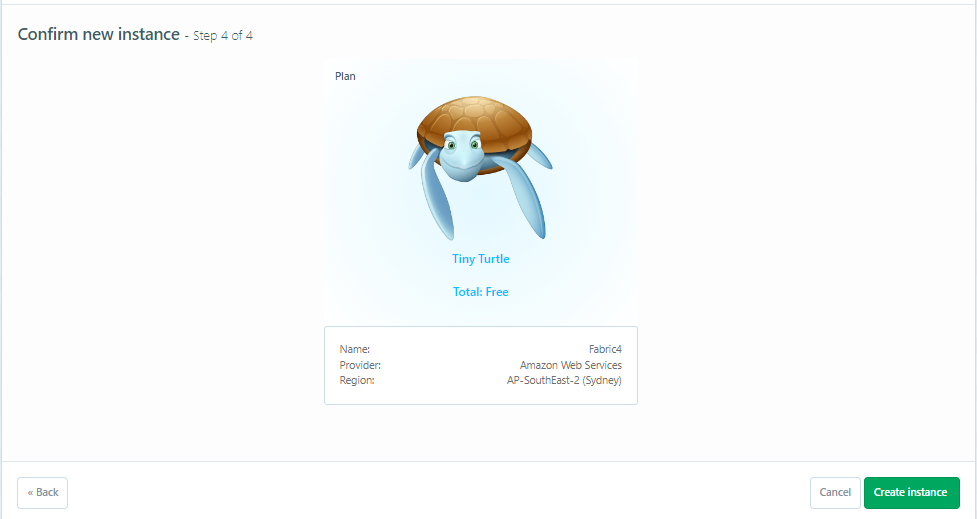 Confirm new instance - Step 4 of 4
Plan
Tiny Turtle
Total: Free
Name: Fabric4
Provider: Amazon Web Services
Region: AP-SouthEast-2 (Sydney)
« Back
Cancel
Create instance